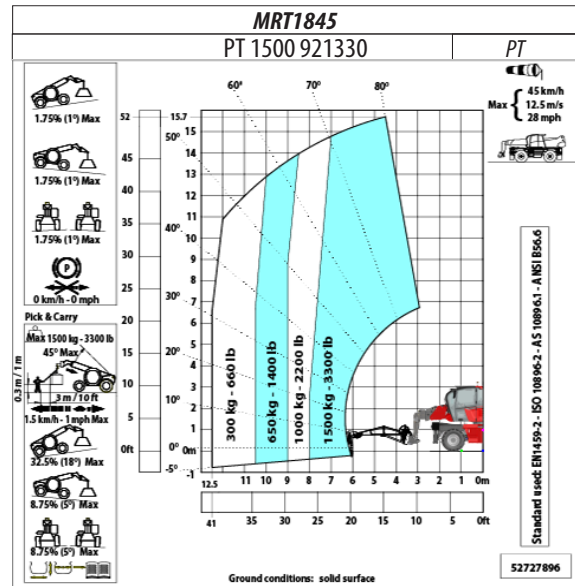 MRT1845
PT 1500 921330
PT
1.75% (1°) Max
1.75% (1°) Max
1.75% (1°) Max
P
0 km/h - 0 mph
Pick & Carry
Max 1500 kg - 3300 lb
45° Max
0.3 m / 1 m
3 m / 10 ft
1.5 km/h - 1 mph Max
32.5% (18°) Max
8.75% (5°) Max
8.75% (5°) Max
52
45
40
35
30
25
20
15
10
5
0ft
15.7
15
14
13
12
11
10
9
8
7
6
5
4
3
2
1
0m
-1
60°
70°
80°
50°
40°
30°
20°
10°
0°
-5°
300 kg - 660 lb
650 kg - 1400 lb
1000 kg - 2200 lb
1500 kg - 3300 lb
12.5 11 10 9 8 7 6 5 4 3 2 1 0m
41 35 30 25 20 15 10 5 0ft
Max { 45 km/h
12.5 m/s
28 mph
Standard used: EN1459-2 - ISO 10896-2 - AS 10896.1 - ANSI B56.6
52727896
Ground conditions: solid surface